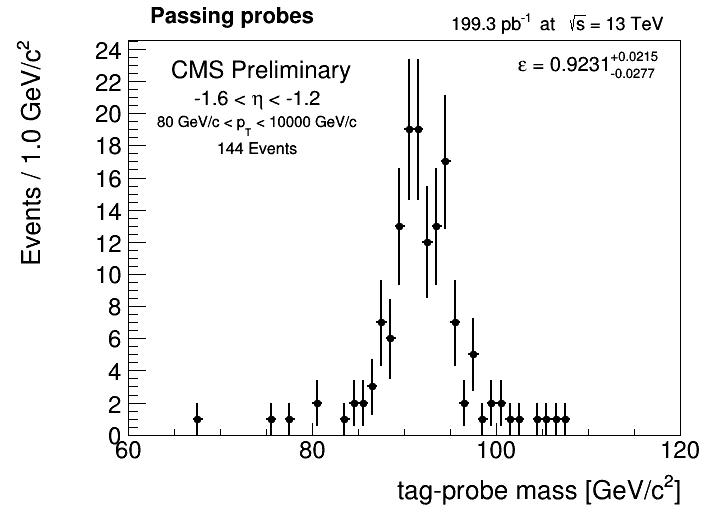 Passing probes
199.3 pb⁻¹ at √s = 13 TeV
CMS Preliminary
-1.6 < η < -1.2
80 GeV/c < p_T < 10000 GeV/c
144 Events
ε = 0.9231 +0.0215 -0.0277
Events / 1.0 GeV/c²
24
22
20
18
16
14
12
10
8
6
4
2
0
60 80 100 120
tag-probe mass [GeV/c²]